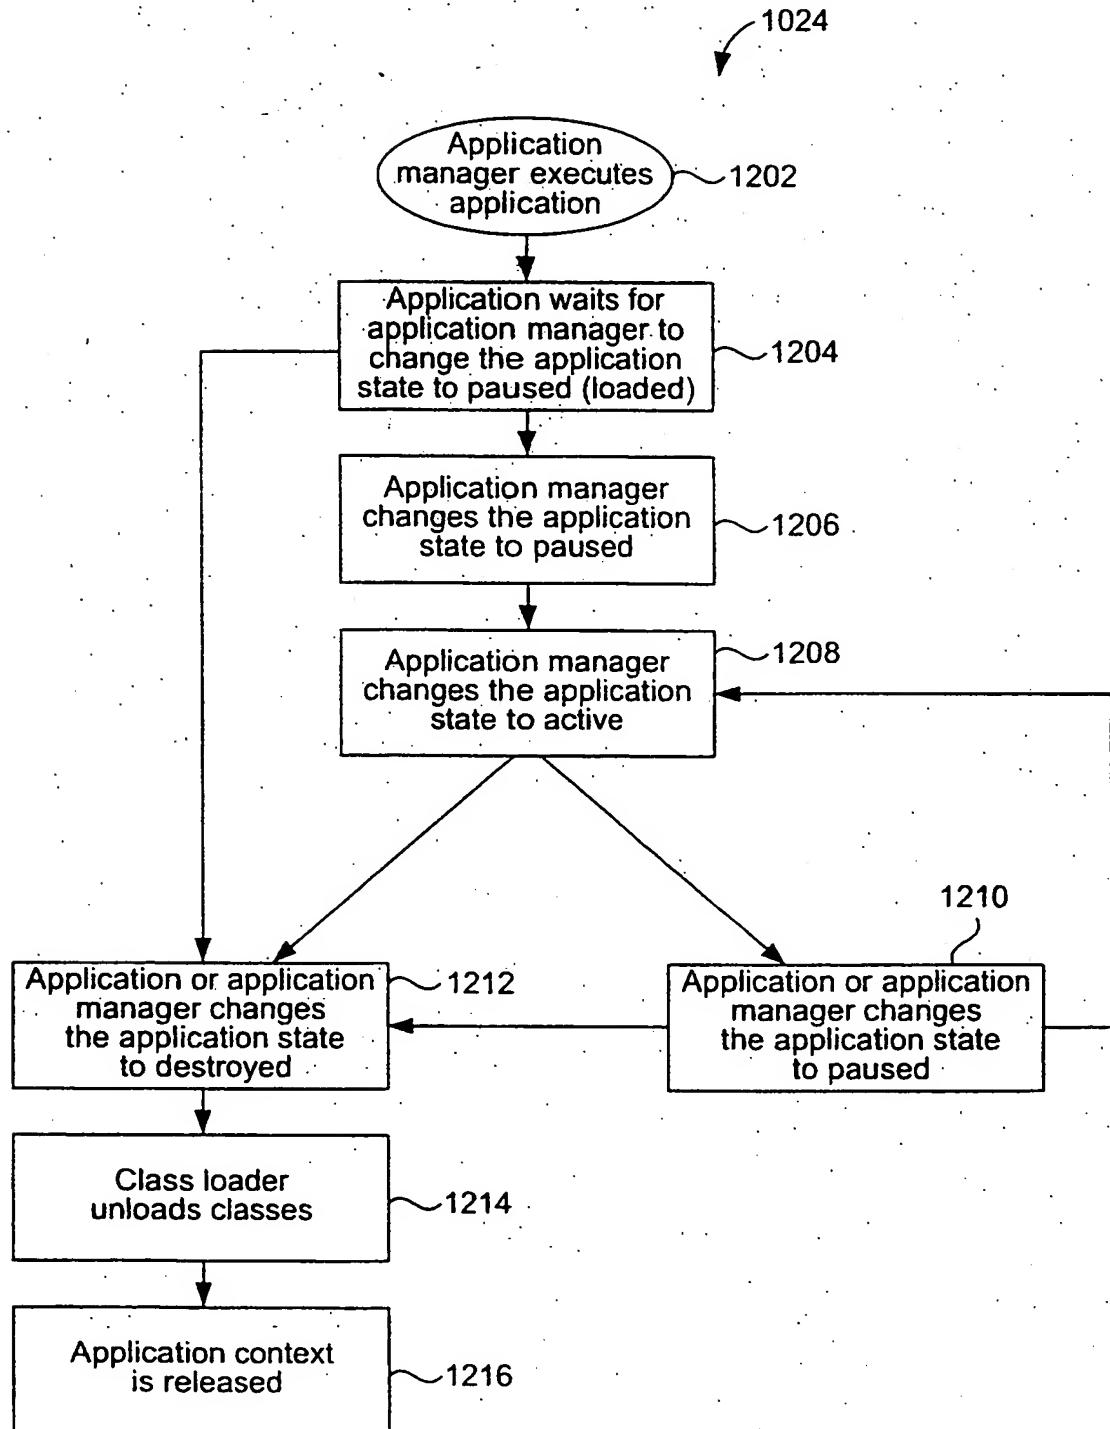 1024
Application
manager executes
application
1202
Application waits for
application manager to
change the application
state to paused (loaded)
1204
Application manager
changes the application
state to paused
1206
Application manager
changes the application
state to active
1208
1210
Application or application
manager changes
the application state
to destroyed
1212
Application or application
manager changes
the application state
to paused
Class loader
unloads classes
1214
Application context
is released
1216